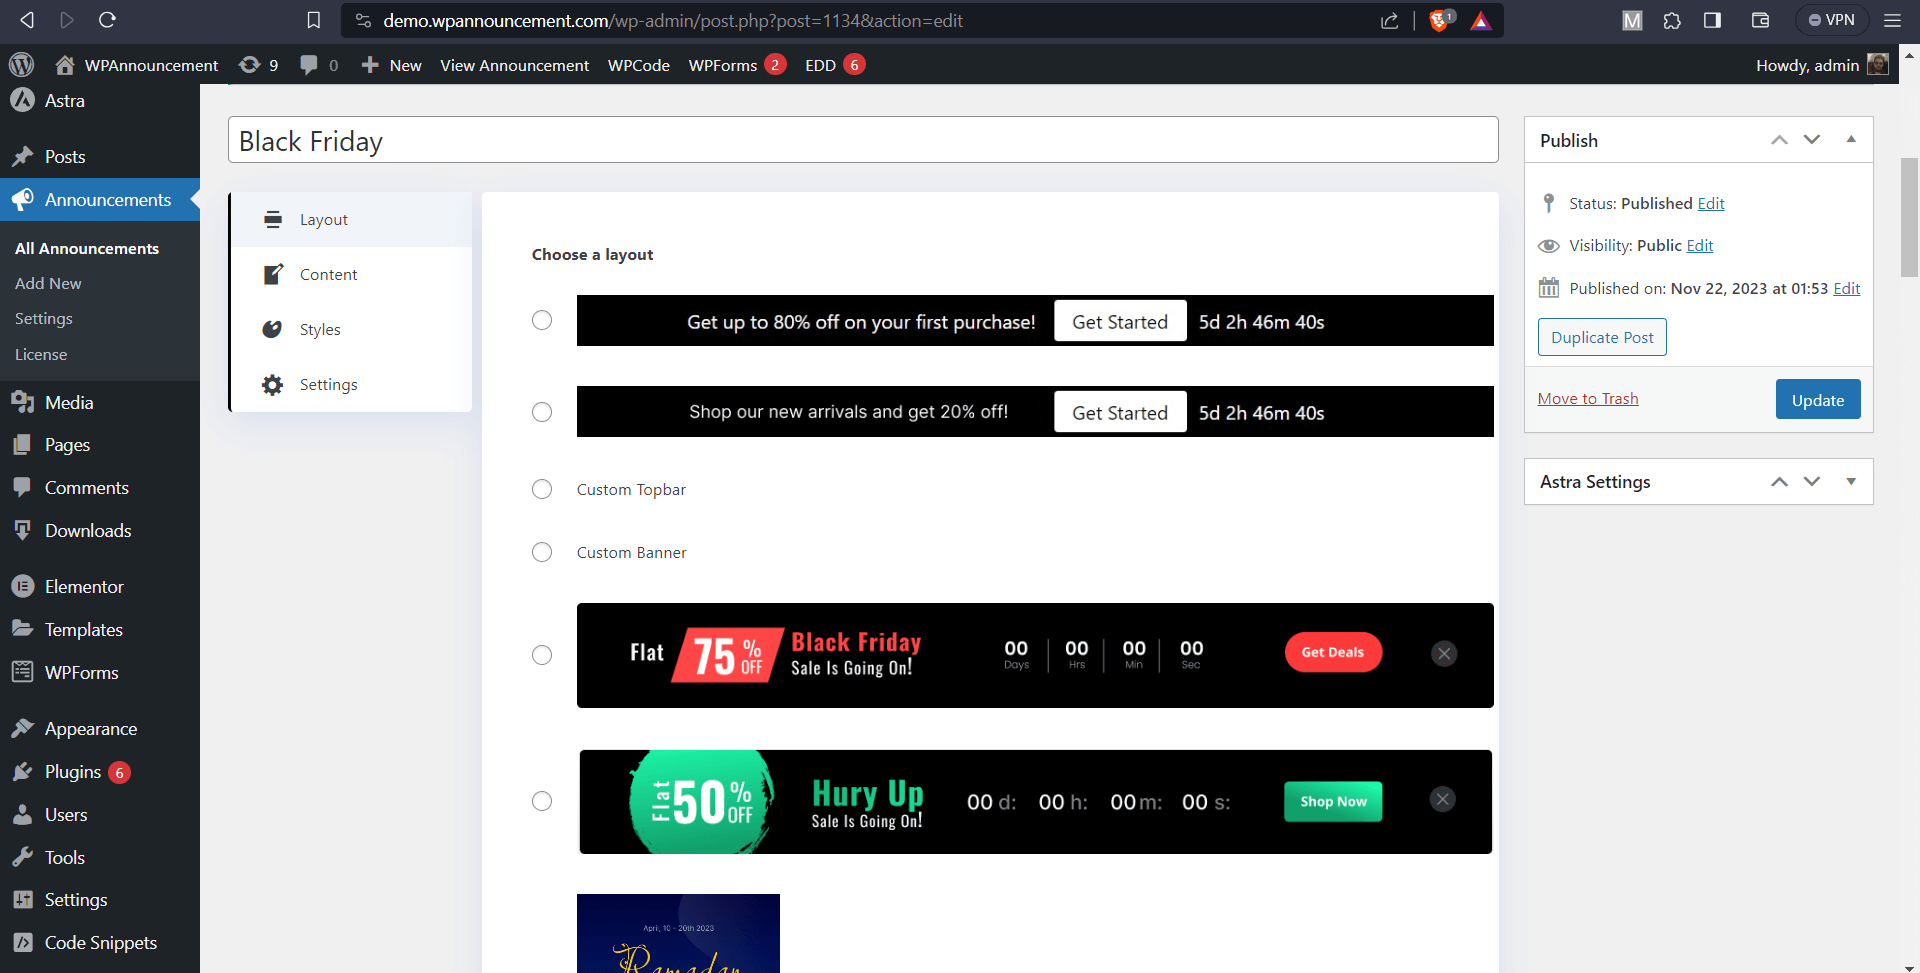 demo.wpannouncement.com/wp-admin/post.php?post=1134&action=edit
1
M
VPN
WPAnnouncement
9
0
New
View Announcement
WPCode
WPForms 2
EDD 6
Howdy, admin
Astra
Posts
Announcements
All Announcements
Add New
Settings
License
Media
Pages
Comments
Downloads
Elementor
Templates
WPForms
Appearance
Plugins 6
Users
Tools
Settings
Code Snippets
Black Friday
Layout
Content
Styles
Settings
Choose a layout
Get up to 80% off on your first purchase! Get Started 5d 2h 46m 40s
Shop our new arrivals and get 20% off! Get Started 5d 2h 46m 40s
Custom Topbar
Custom Banner
Flat 75 % OFF
Black Friday
Sale Is Going On!
00 00 00 00
Days Hrs Min Sec
Get Deals
Flat 50 % OFF
Hury Up
Sale Is Going On!
00 d: 00 h: 00 m: 00 s:
Shop Now
April, 10 - 20th 2023
Ramadan
Publish
Status: Published Edit
Visibility: Public Edit
Published on: Nov 22, 2023 at 01:53 Edit
Duplicate Post
Move to Trash
Update
Astra Settings